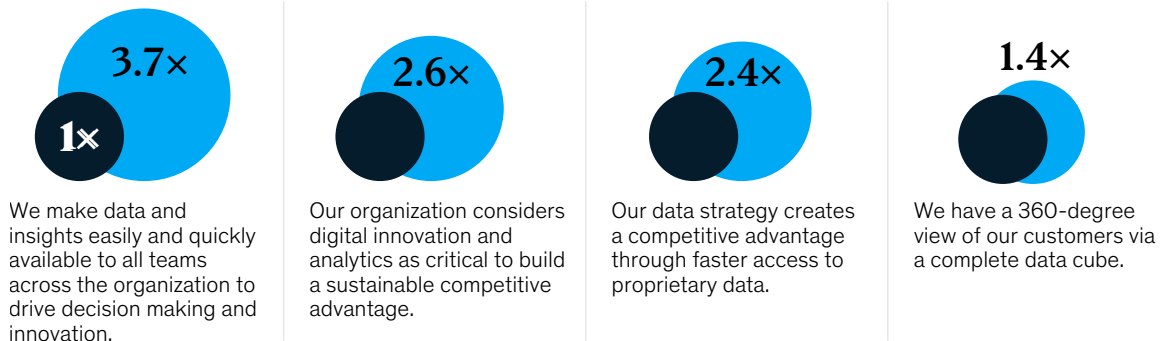 3.7×
1×
We make data and
insights easily and quickly
available to all teams
across the organization to
drive decision making and
innovation.
2.6×
Our organization considers
digital innovation and
analytics as critical to build
a sustainable competitive
advantage.
2.4×
Our data strategy creates
a competitive advantage
through faster access to
proprietary data.
1.4×
We have a 360-degree
view of our customers via
a complete data cube.